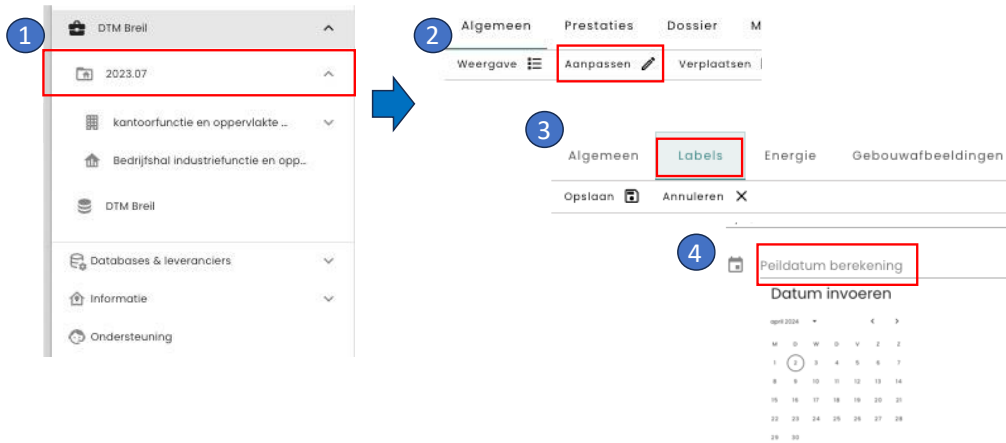 1
DTM Breil
2023.07
kantoorfunctie en oppervlakte ...
Bedrijfshal industriefunctie en opp...
DTM Breil
Databases & leveranciers
Informatie
Ondersteuning
2
Algemeen Prestaties Dossier M
Weergave Aanpassen Verplaatsen
3
Algemeen Labels Energie Gebouwafbeeldingen
Opslaan Annuleren
4
Peildatum berekening
Datum invoeren
april 2024
M D W D V Z Z
1 2 3 4 5 6 7
8 9 10 11 12 13 14
15 16 17 18 19 20 21
22 23 24 25 26 27 28
29 30